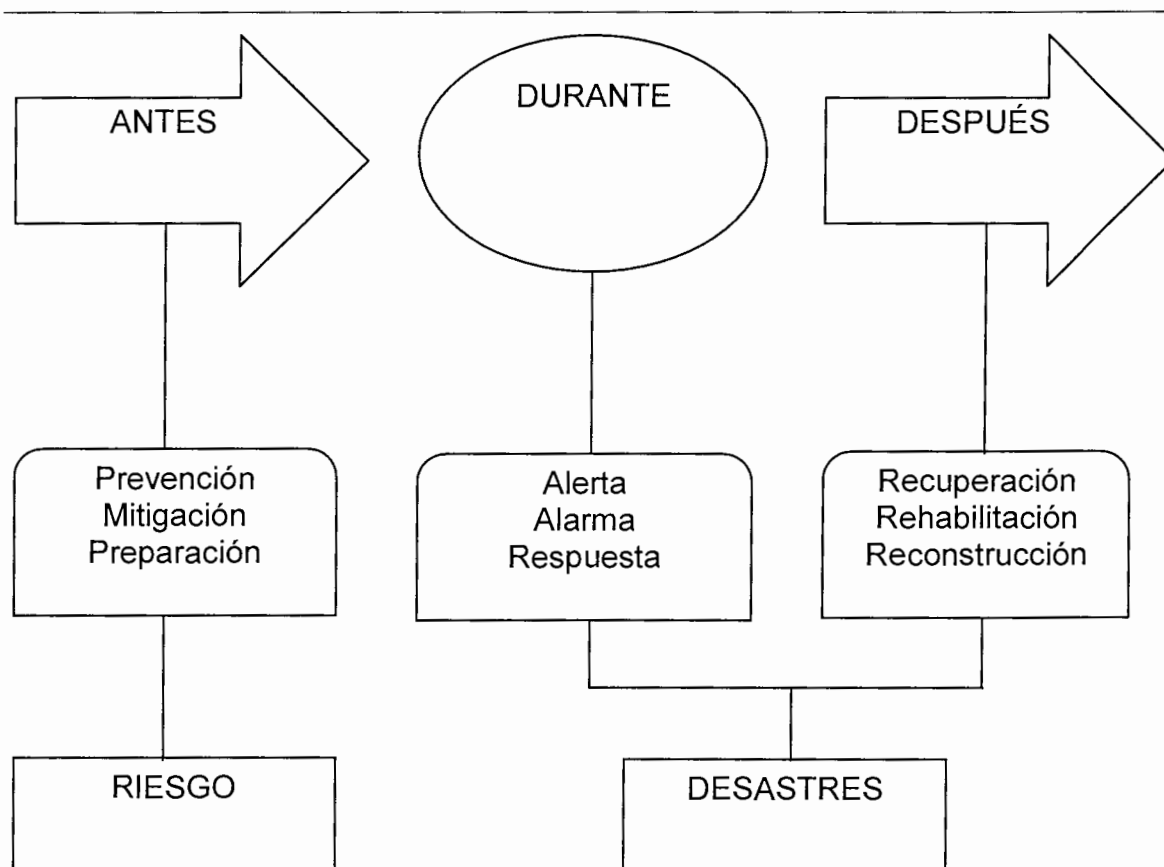 ANTES
DURANTE
DESPUÉS
Prevención
Mitigación
Preparación
Alerta
Alarma
Respuesta
Recuperación
Rehabilitación
Reconstrucción
RIESGO
DESASTRES